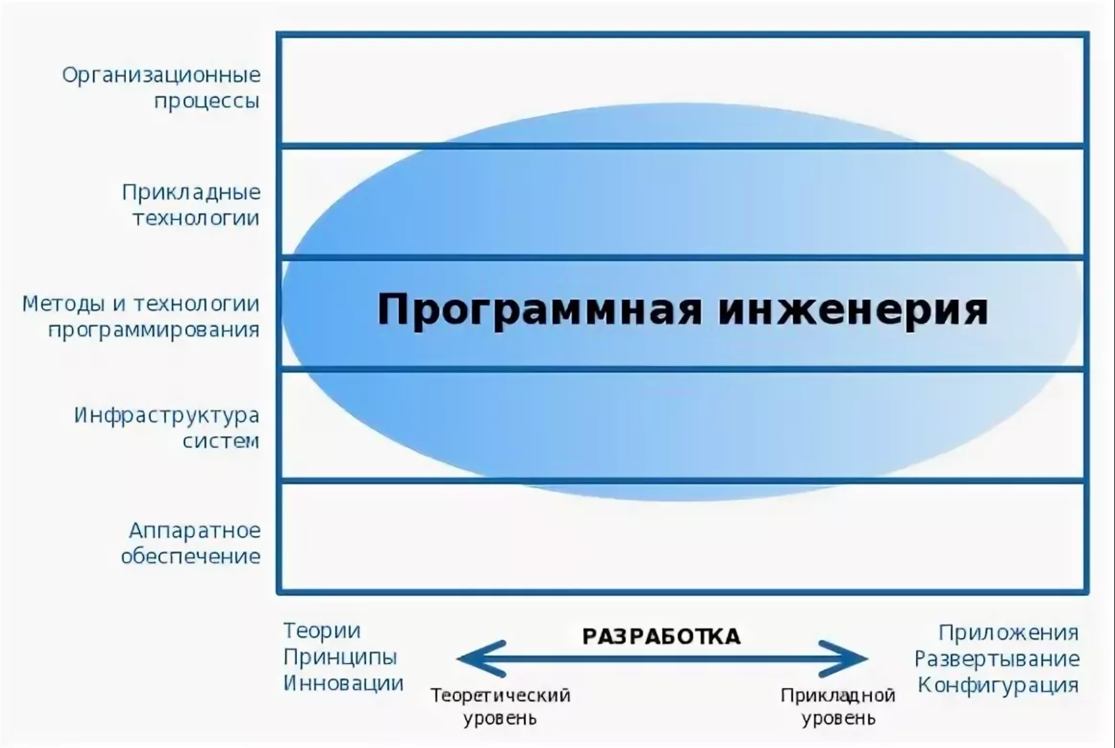 Организационные
процессы
Прикладные
технологии
Методы и технологии
программирования
Программная инженерия
Инфраструктура
систем
Аппаратное
обеспечение
Теории
Принципы
Инновации
РАЗРАБОТКА
Теоретический
уровень
Прикладной
уровень
Приложения
Развертывание
Конфигурация